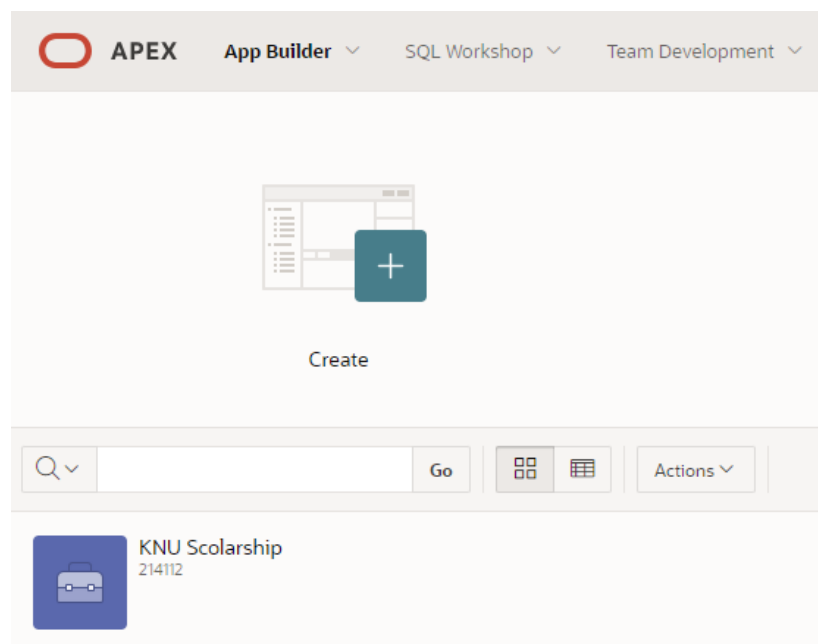 APEX App Builder SQL Workshop Team Development
Create
Go Actions
KNU Scolarship
214112